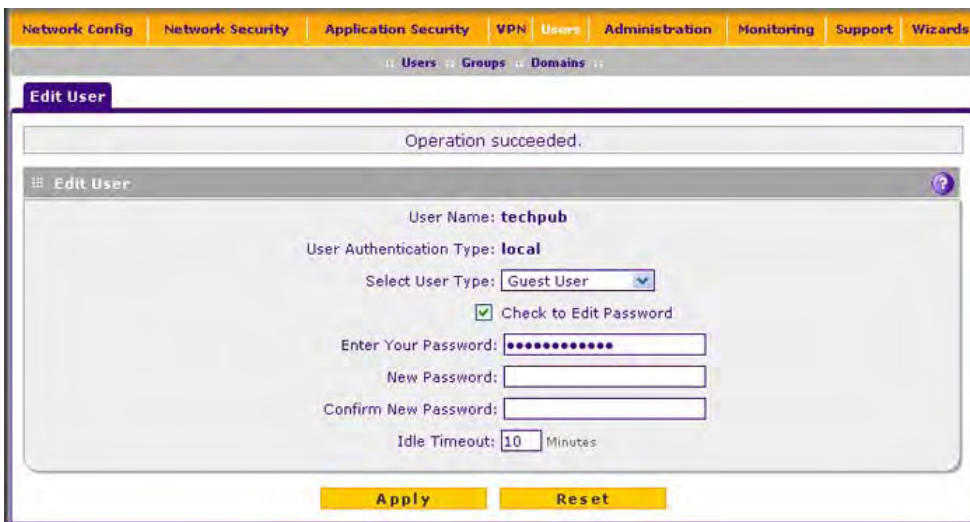 Network Config Network Security Application Security VPN Users Administration Monitoring Support Wizards
:: Users :: Groups :: Domains ::
Edit User
Operation succeeded.
Edit User ?
User Name: techpub
User Authentication Type: local
Select User Type: Guest User
Check to Edit Password
Enter Your Password: ••••••••••••
New Password:
Confirm New Password:
Idle Timeout: 10 Minutes
Apply Reset